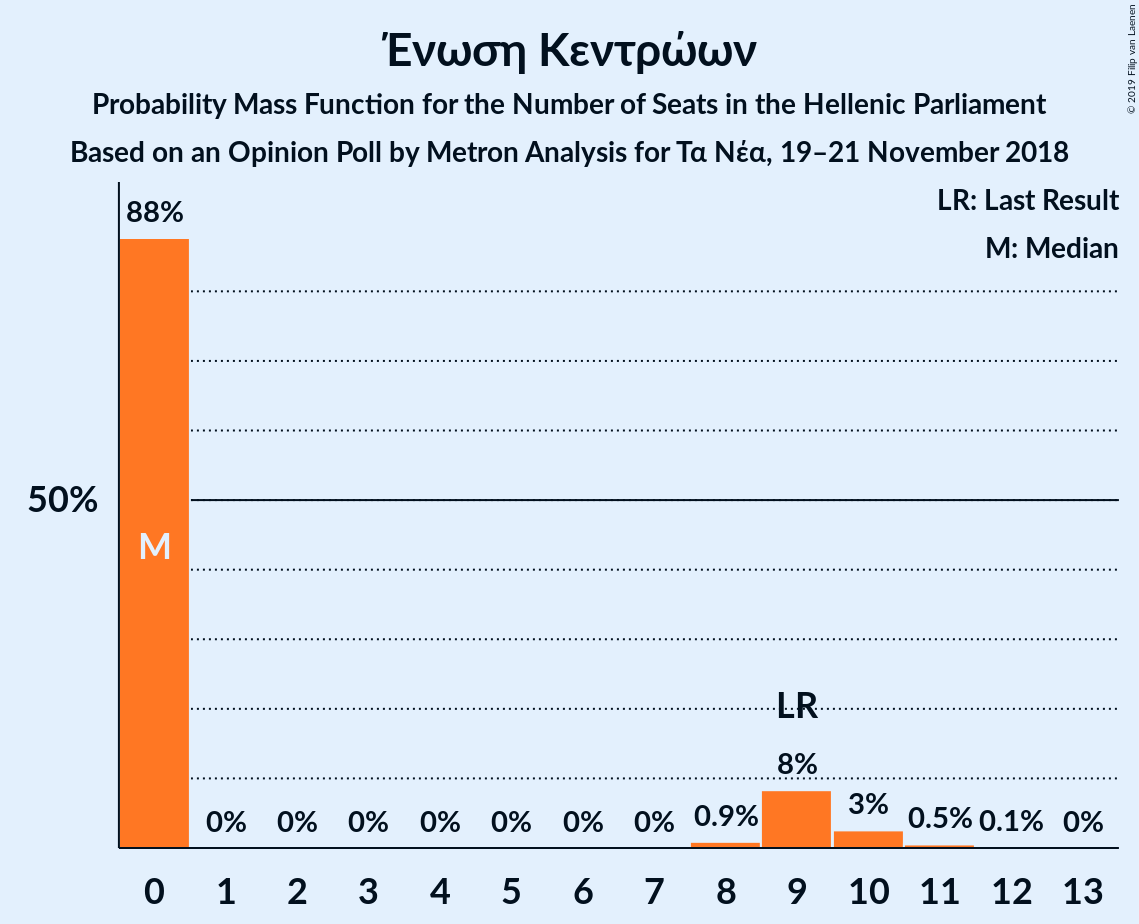 Ένωση Κεντρώων
Probability Mass Function for the Number of Seats in the Hellenic Parliament
Based on an Opinion Poll by Metron Analysis for Τα Νέα, 19–21 November 2018
© 2019 Filip van Laenen
LR: Last Result
M: Median
88%
50%
M
LR
0% 0% 0% 0% 0% 0% 0% 0.9% 8% 3% 0.5% 0.1% 0%
0 1 2 3 4 5 6 7 8 9 10 11 12 13